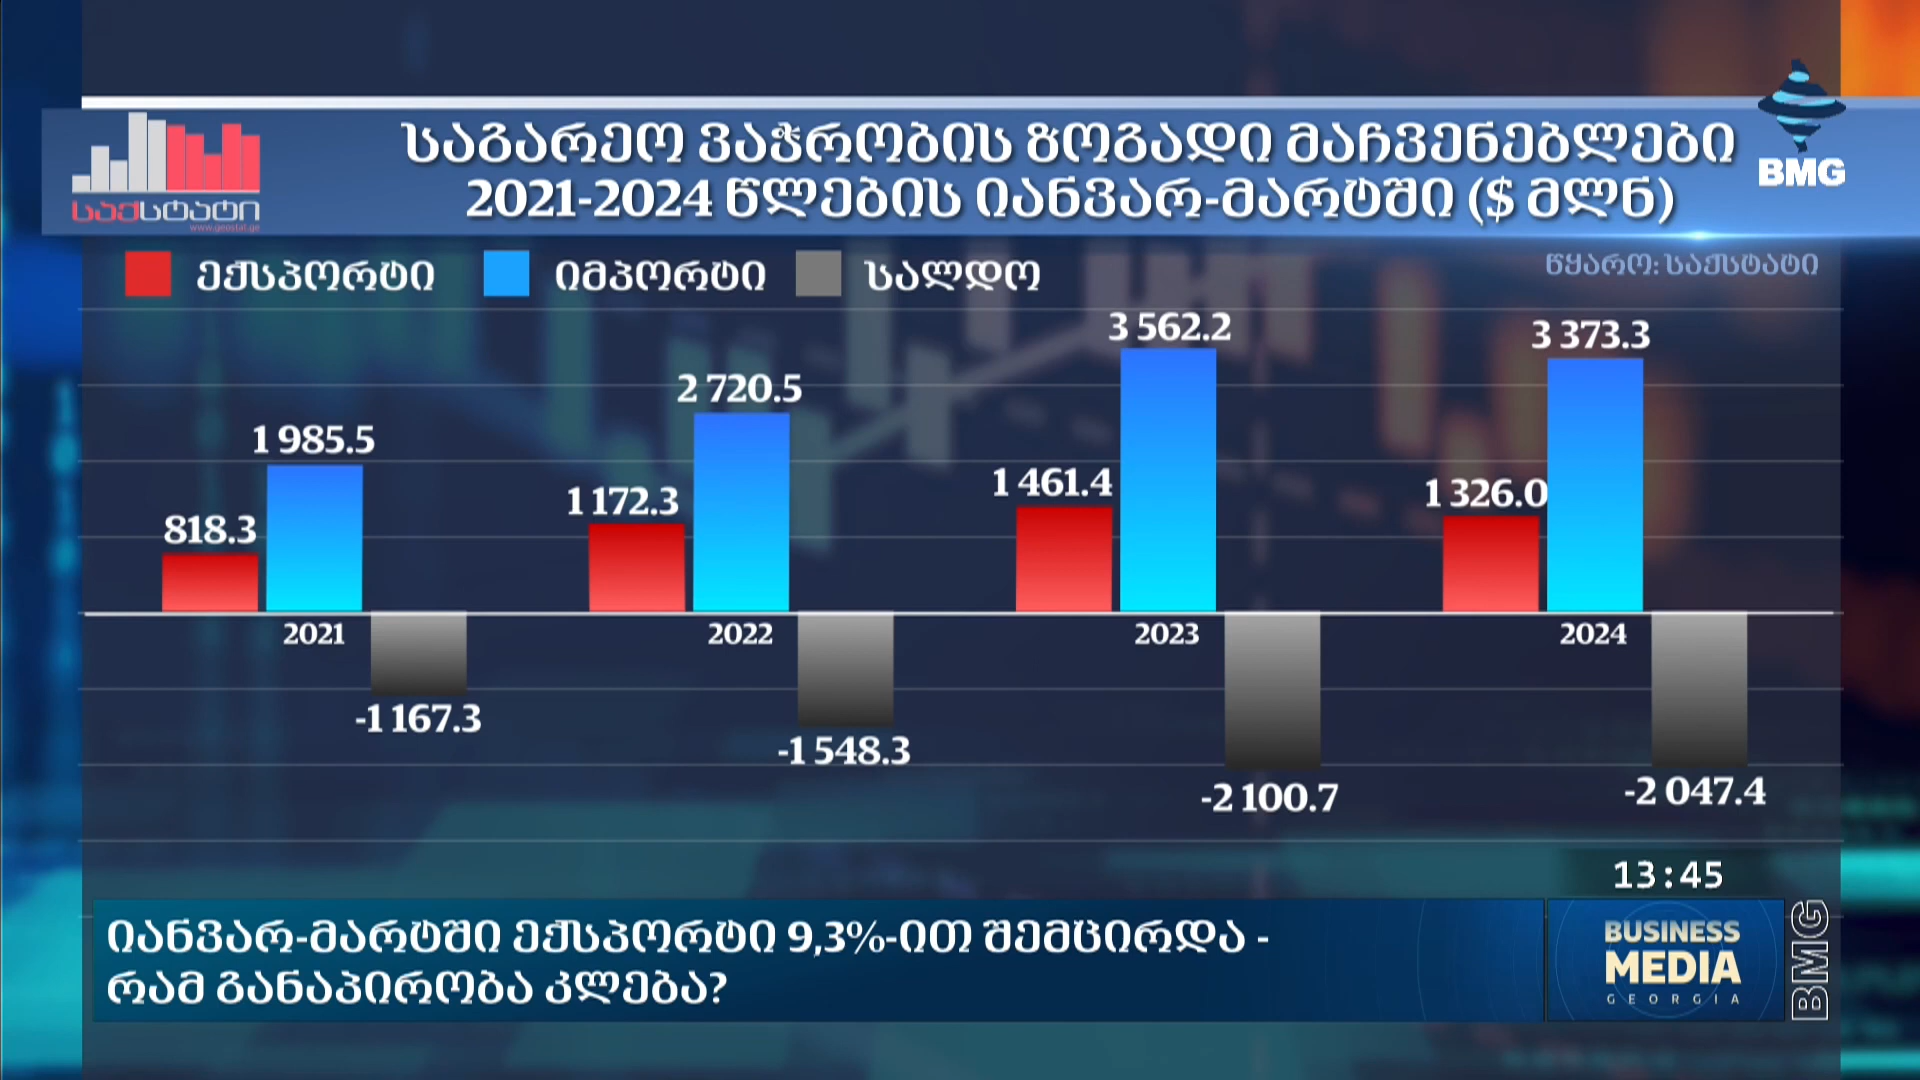 საგარეო ვაჭრობის ზოგადი მაჩვენებლები
2021-2024 წლების იანვარ-მარტში ($ მლნ)
საქსტატი
www.geostat.ge
BMG
ექსპორტი იმპორტი სალდო
წყარო: საქსტატი
818.3 1 985.5 -1 167.3
1 172.3 2 720.5 -1 548.3
1 461.4 3 562.2 -2 100.7
1 326.0 3 373.3 -2 047.4
2021 2022 2023 2024
13:45
იანვარ-მარტში ექსპორტი 9,3%-ით შემცირდა -
რამ განაპირობა კლება?
BUSINESS
MEDIA
GEORGIA
BMG